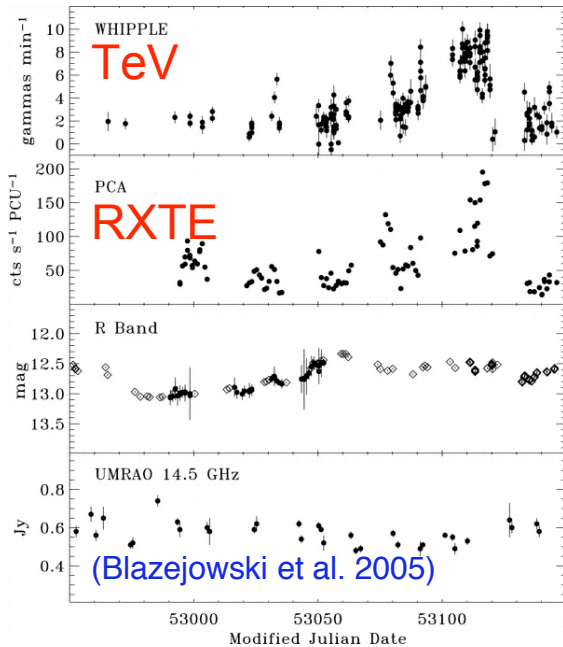 WHIPPLE
TeV
gammas min⁻¹
10
8
6
4
2
0
PCA
RXTE
cts s⁻¹ PCU⁻¹
200
150
100
50
R Band
mag
12.0
12.5
13.0
13.5
UMRAO 14.5 GHz
Jy
0.8
0.6
0.4
(Blazejowski et al. 2005)
53000 53050 53100
Modified Julian Date